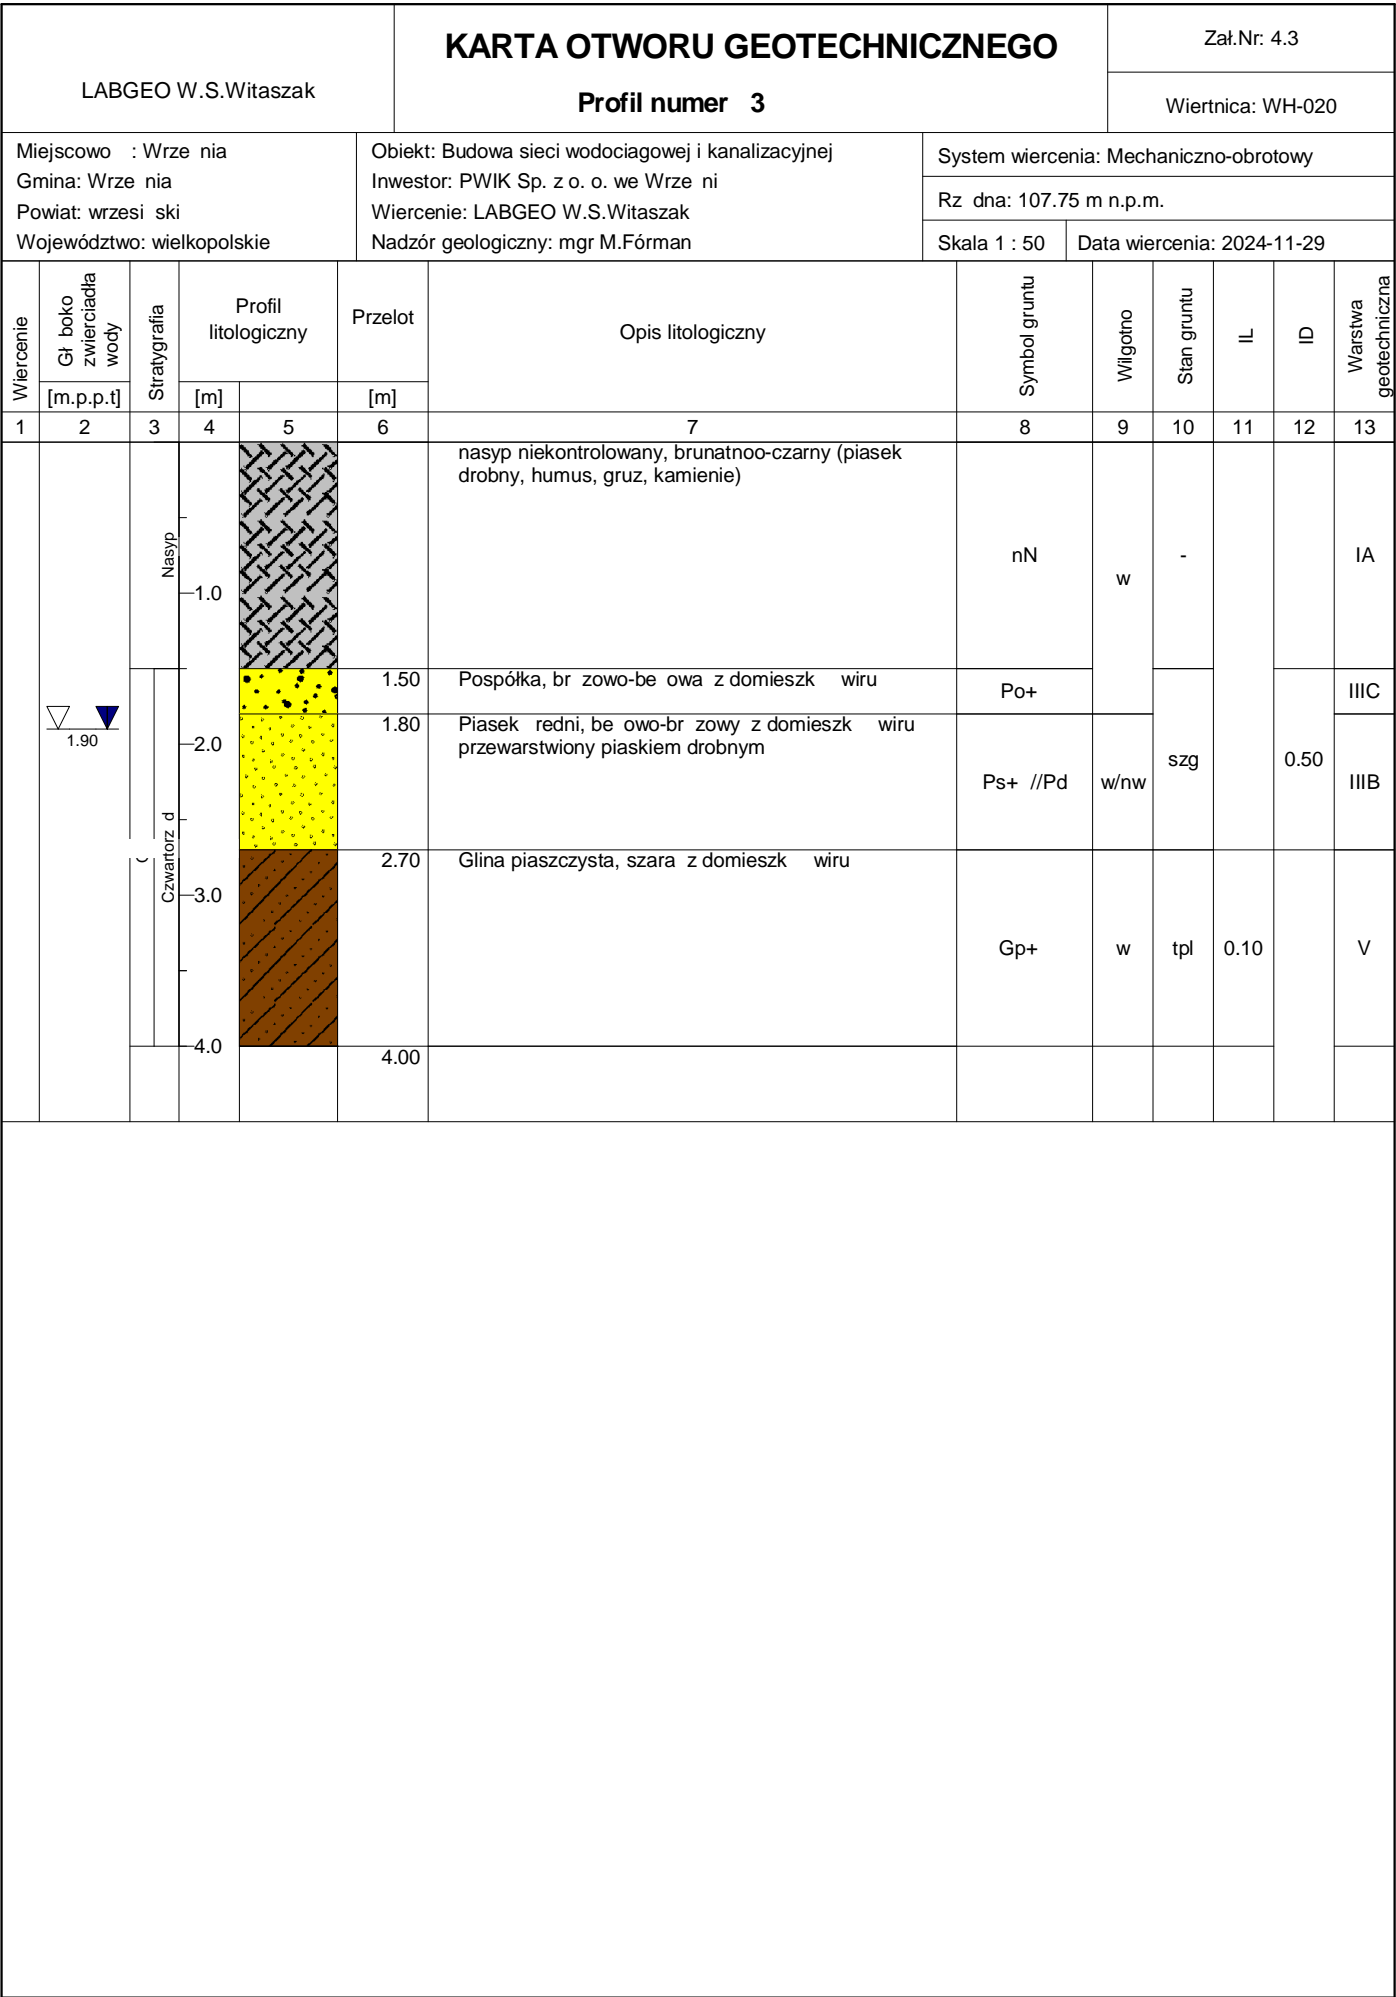 LABGEO W.S.Witaszak
KARTA OTWORU GEOTECHNICZNEGO
Profil numer 3
Zał.Nr: 4.3
Wiertnica: WH-020
Miejscowo : Wrze nia
Gmina: Wrze nia
Powiat: wrzesi ski
Województwo: wielkopolskie
Obiekt: Budowa sieci wodociagowej i kanalizacyjnej
Inwestor: PWIK Sp. z o. o. we Wrze ni
Wiercenie: LABGEO W.S.Witaszak
Nadzór geologiczny: mgr M.Fórman
System wiercenia: Mechaniczno-obrotowy
Rz dna: 107.75 m n.p.m.
Skala 1 : 50 Data wiercenia: 2024-11-29
Wiercenie
Gł boko
zwierciadła
wody
[m.p.p.t]
Stratygrafia
Profil
litologiczny
[m]
Przelot
[m]
Opis litologiczny
Symbol gruntu
Wilgotno
Stan gruntu
IL
ID
Warstwa
geotechniczna
1 2 3 4 5 6 7 8 9 10 11 12 13
nasyp niekontrolowany, brunatnoo-czarny (piasek
drobny, humus, gruz, kamienie)
Nasyp
1.0
nN
w
-
IA
1.50 Pospółka, br zowo-be owa z domieszk wiru
Po+
IIIC
1.90
2.0
1.80 Piasek redni, be owo-br zowy z domieszk wiru
przewarstwiony piaskiem drobnym
Ps+ //Pd
w/nw
szg
0.50
IIIB
Czwartorz d
2.70 Glina piaszczysta, szara z domieszk wiru
3.0
Gp+
w
tpl
0.10
V
4.0
4.00